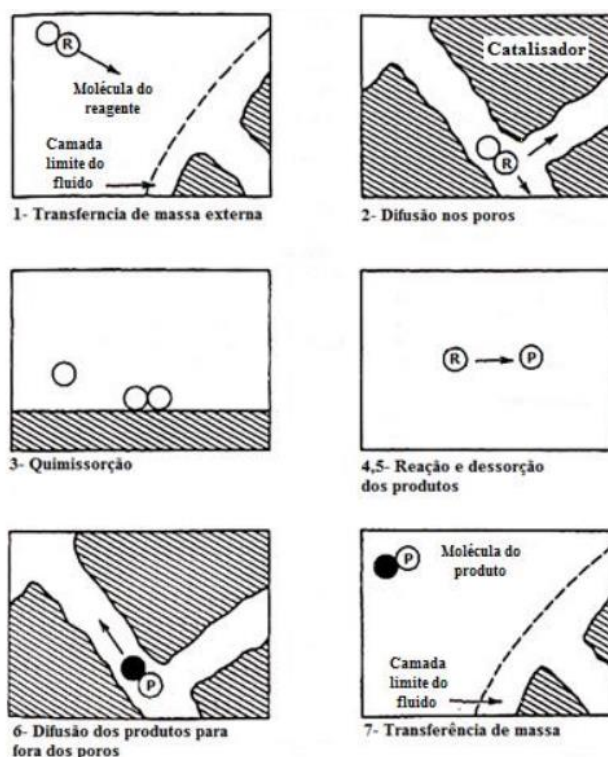 R
Molécula do
reagente
Camada
limite do
fluido
1- Transferncia de massa externa
Catalisador
R
2- Difusão nos poros
3- Quimissorção
R
P
4,5- Reação e dessorção
dos produtos
P
6- Difusão dos produtos para
fora dos poros
P
Molécula do
produto
Camada
limite do
fluido
7- Transferência de massa